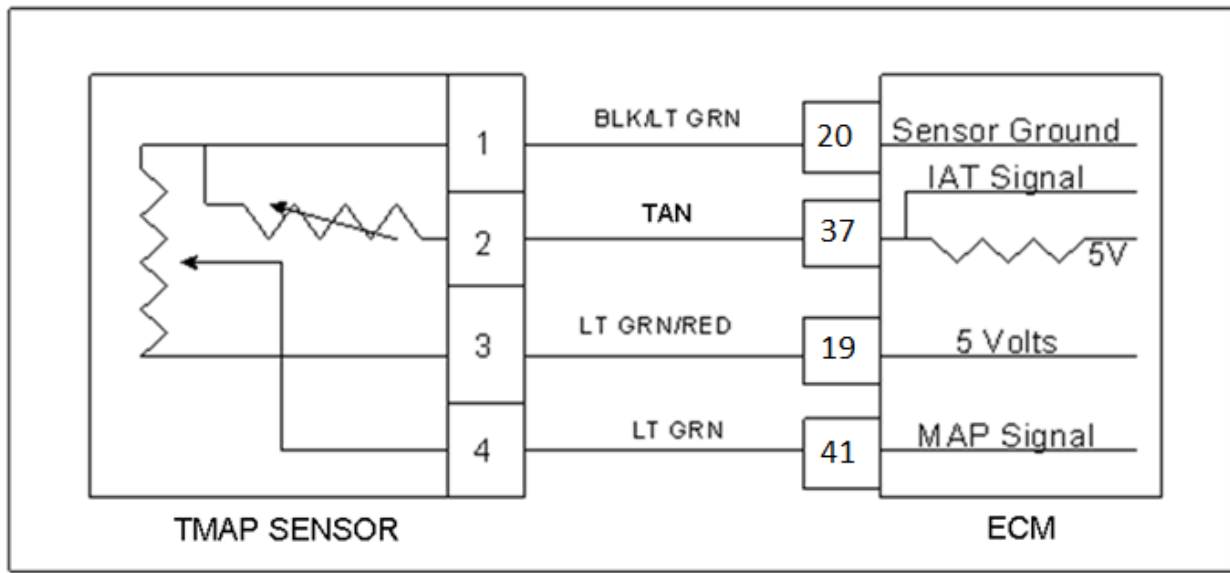 1 BLK/LT GRN 20 Sensor Ground
IAT Signal
2 TAN 37 5V
3 LT GRN/RED 19 5 Volts
4 LT GRN 41 MAP Signal
TMAP SENSOR ECM